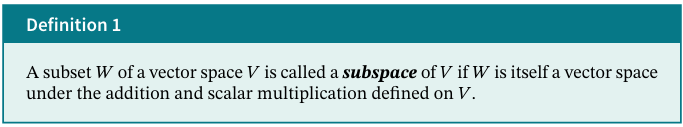 Definition 1
A subset W of a vector space V is called a subspace of V if W is itself a vector space
under the addition and scalar multiplication defined on V.